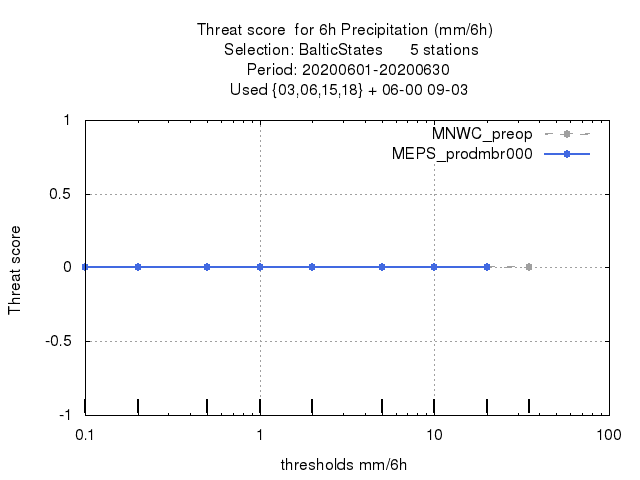 Threat score  for 6h Precipitation (mm/6h)
Selection: BalticStates      5 stations
Period: 20200601-20200630
Used {03,06,15,18} + 06-00 09-03
MNWC_preop
MEPS_prodmbr000
1
0.5
0
-0.5
-1
Threat score
0.1 1 10 100
thresholds mm/6h